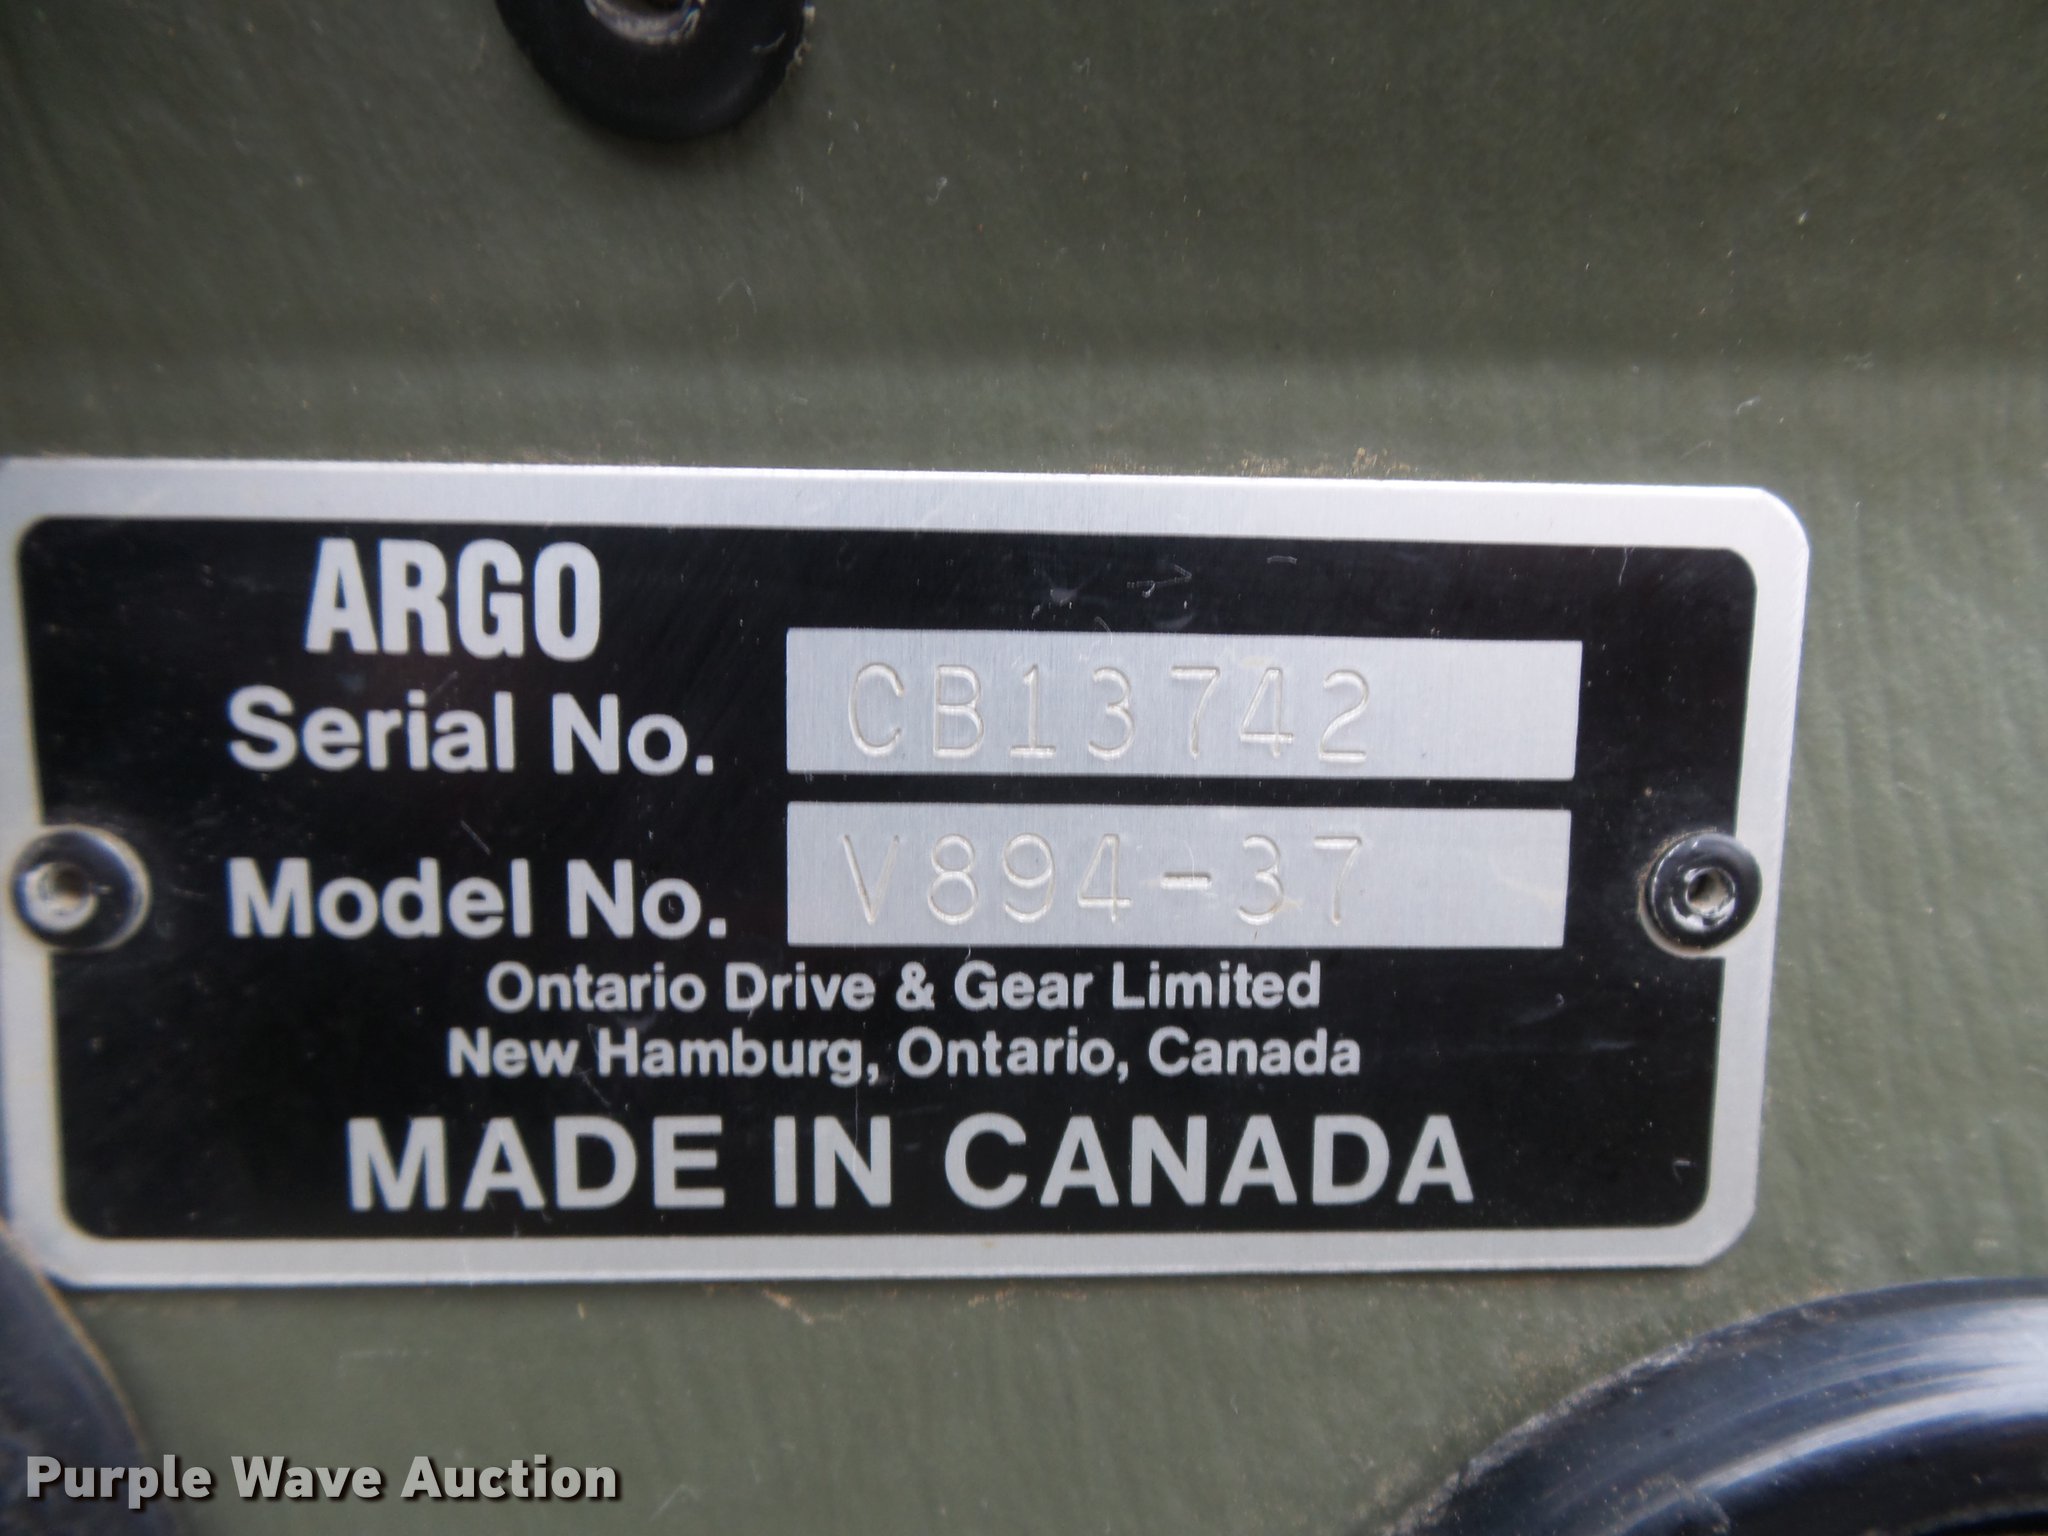 ARGO
Serial No. CB13742
Model No. V894-37
Ontario Drive & Gear Limited
New Hamburg, Ontario, Canada
MADE IN CANADA
Purple Wave Auction